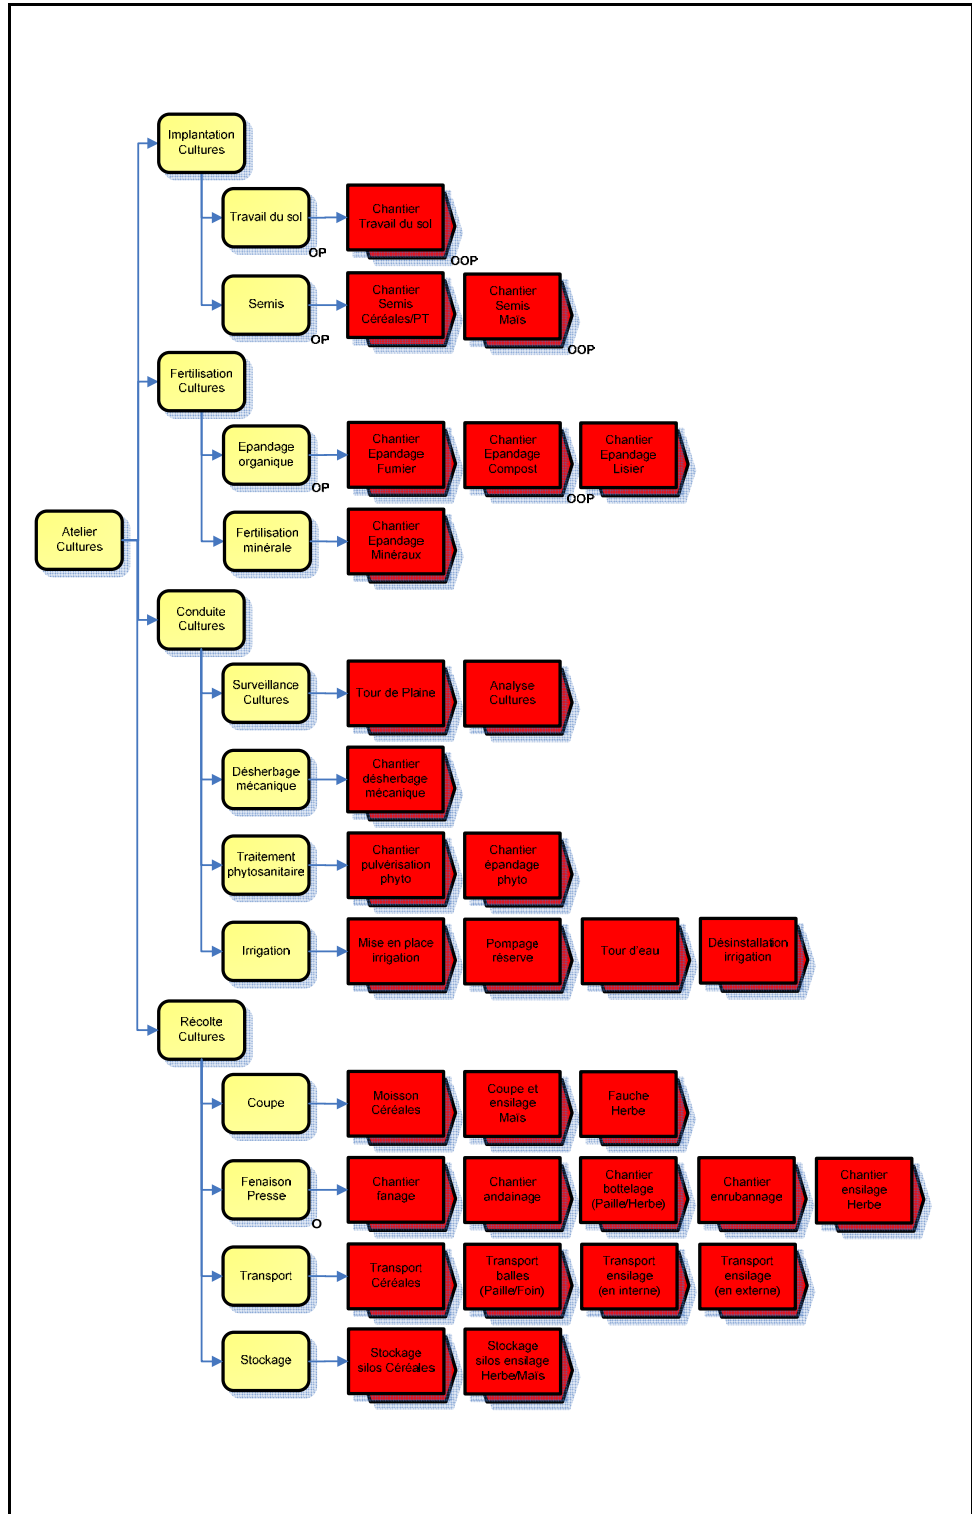 Implantation
Cultures
Travail du sol
OP
Chantier
Travail du sol
OOP
Semis
OP
Chantier
Semis
Céréales/PT
Chantier
Semis
Maïs
OOP
Fertilisation
Cultures
Epandage
organique
OP
Chantier
Epandage
Fumier
Chantier
Epandage
Compost
OOP
Chantier
Epandage
Lisier
Atelier
Cultures
Fertilisation
minérale
Chantier
Epandage
Minéraux
Conduite
Cultures
Surveillance
Cultures
Tour de Plaine
Analyse
Cultures
Désherbage
mécanique
Chantier
désherbage
mécanique
Traitement
phytosanitaire
Chantier
pulvérisation
phyto
Chantier
épandage
phyto
Irrigation
Mise en place
irrigation
Pompage
réserve
Tour d'eau
Désinstallation
irrigation
Récolte
Cultures
Coupe
Moisson
Céréales
Coupe et
ensilage
Maïs
Fauche
Herbe
Fenaison
Presse
O
Chantier
fanage
Chantier
andainage
Chantier
bottelage
(Paille/Herbe)
Chantier
enrubannage
Chantier
ensilage
Herbe
Transport
Transport
Céréales
Transport
balles
(Paille/Foin)
Transport
ensilage
(en interne)
Transport
ensilage
(en externe)
Stockage
Stockage
silos Céréales
Stockage
silos ensilage
Herbe/Maïs